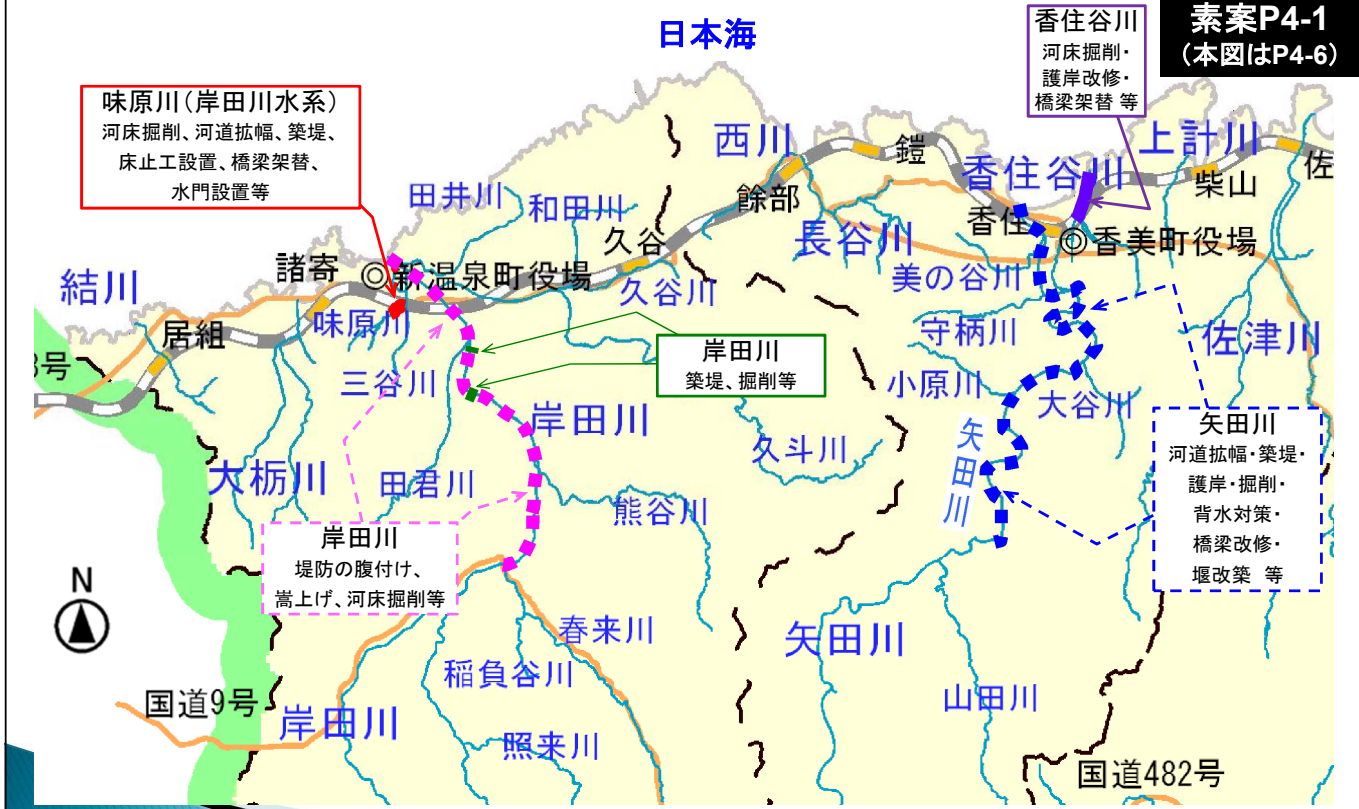 素案P4-1
(本図はP4-6)
日本海
香住谷川
河床掘削・
護岸改修・
橋梁架替 等
味原川(岸田川水系)
河床掘削、河道拡幅、築堤、
床止工設置、橋梁架替、
水門設置等
西川
鎧
上計川
香住谷川
柴山
佐
田井川
和田川
餘部
香住
長谷川
◎香美町役場
久谷
諸寄
◎新温泉町役場
美の谷川
結川
久谷川
味原川
守柄川
佐津川
居組
3号
岸田川
築堤、掘削等
三谷川
小原川
大谷川
岸田川
矢田川
久斗川
矢田川
河道拡幅・築堤・
護岸・掘削・
背水対策・
橋梁改修・
堰改築 等
大栃川
田君川
熊谷川
岸田川
堤防の腹付け、
嵩上げ、河床掘削等
N
春来川
矢田川
稲負谷川
山田川
国道9号
岸田川
照来川
国道482号